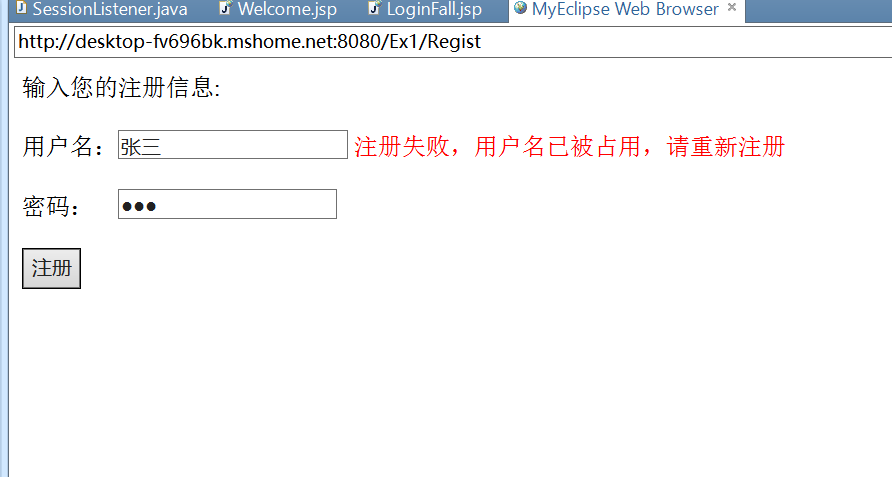 SessionListener.java Welcome.jsp LoginFall.jsp MyEclipse Web Browser
http://desktop-fv696bk.mshome.net:8080/Ex1/Regist
输入您的注册信息:
用户名：张三 注册失败，用户名已被占用，请重新注册
密码： ●●●
注册